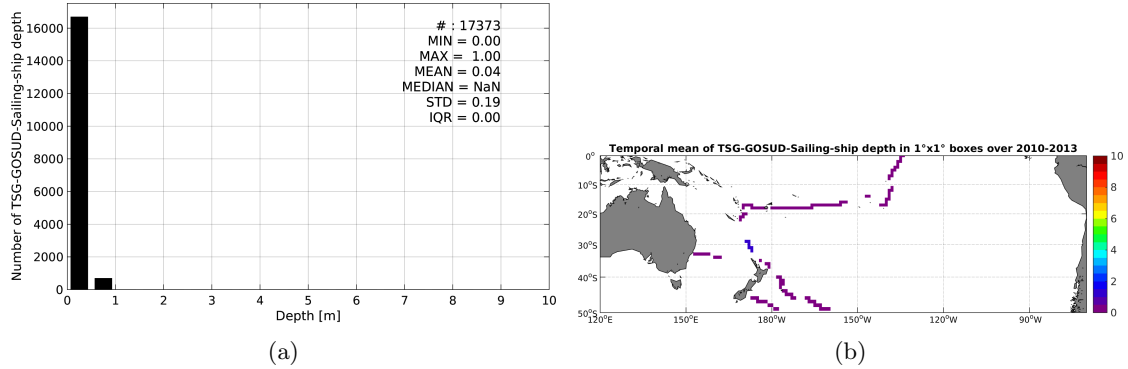 Number of TSG-GOSUD-Sailing-ship depth
16000
14000
12000
10000
8000
6000
4000
2000
0
# : 17373
MIN = 0.00
MAX = 1.00
MEAN = 0.04
MEDIAN = NaN
STD = 0.19
IQR = 0.00
0 1 2 3 4 5 6 7 8 9 10
Depth [m]
(a)
Temporal mean of TSG-GOSUD-Sailing-ship depth in 1°x1° boxes over 2010-2013
0°
10°S
20°S
30°S
40°S
50°S
120°E 150°E 180°W 150°W 120°W 90°W
10
8
6
4
2
0
(b)